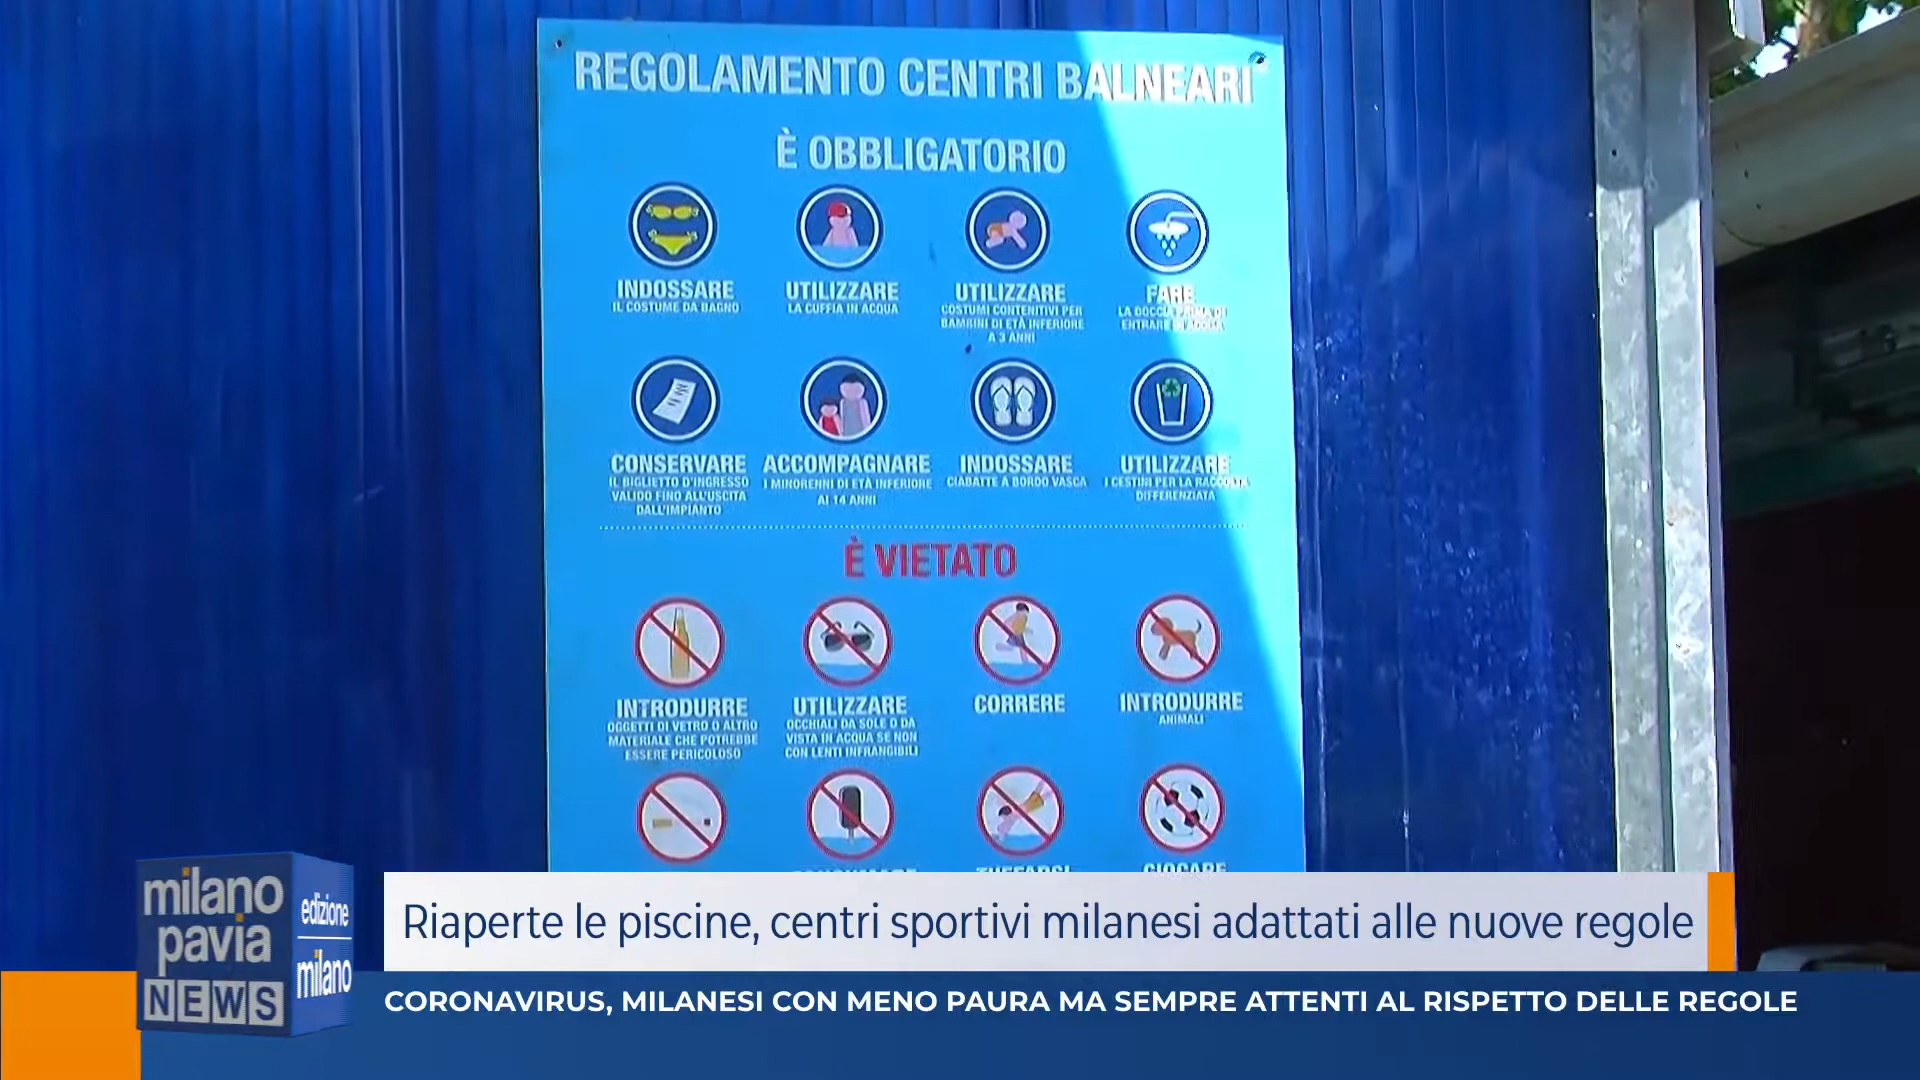 REGOLAMENTO CENTRI BALNEARI
È OBBLIGATORIO
INDOSSARE
IL COSTUME DA BAGNO
UTILIZZARE
LA CUFFIA IN ACQUA
UTILIZZARE
COSTUMI CONTENITIVI PER
BAMBINI DI ETÀ INFERIORE
A 3 ANNI
FARE
LA DOCCIA PRIMA DI
ENTRARE IN ACQUA
CONSERVARE
IL BIGLIETTO D'INGRESSO
VALIDO FINO ALL'USCITA
DALL'IMPIANTO
ACCOMPAGNARE
I MINORENNI DI ETÀ INFERIORE
AI 14 ANNI
INDOSSARE
CIABATTE A BORDO VASCA
UTILIZZARE
I CESTINI PER LA RACCOLTA
DIFFERENZIATA
È VIETATO
INTRODURRE
OGGETTI DI VETRO O ALTRO
MATERIALE CHE POTREBBE
ESSERE PERICOLOSO
UTILIZZARE
OCCHIALI DA SOLE O DA
VISTA IN ACQUA SE NON
CON LENTI INFRANGIBILI
CORRERE
INTRODURRE
ANIMALI
TUFFARSI
GIOCARE
milano
pavia
NEWS
edizione
milano
Riaperte le piscine, centri sportivi milanesi adattati alle nuove regole
CORONAVIRUS, MILANESI CON MENO PAURA MA SEMPRE ATTENTI AL RISPETTO DELLE REGOLE